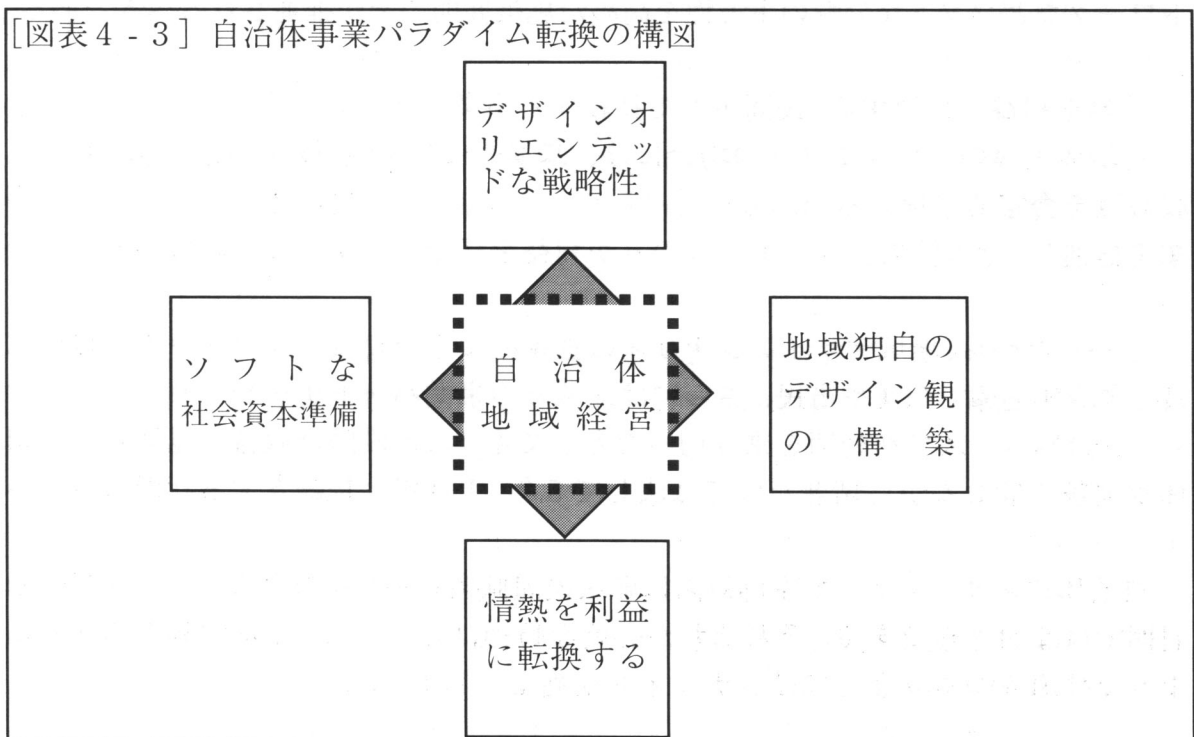 [図表4-3] 自治体事業パラダイム転換の構図
デザインオ
リエンテッ
ドな戦略性
ソフトな
社会資本準備
自治体
地域経営
地域独自の
デザイン観
の構築
情熱を利益
に転換する